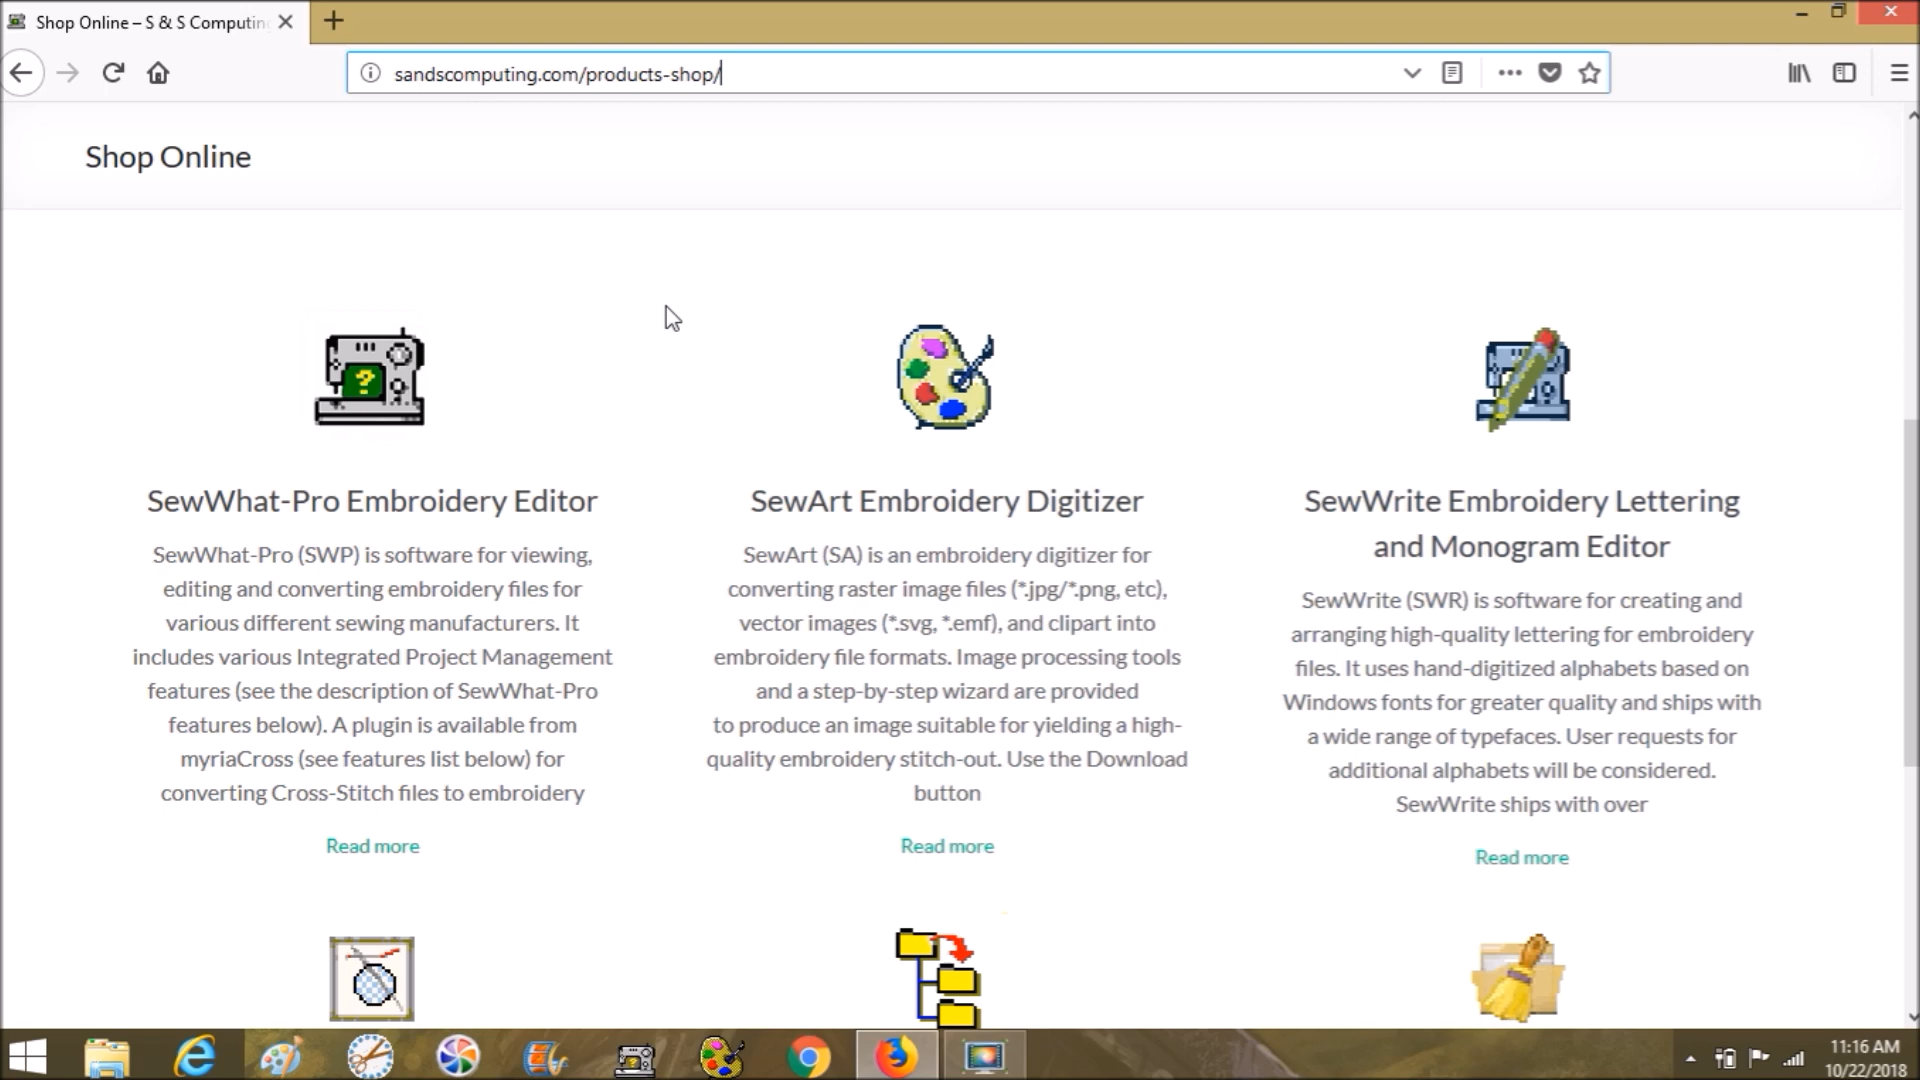 Shop Online – S & S Computing
sandscomputing.com/products-shop/
Shop Online
?
SewWhat-Pro Embroidery Editor
SewWhat-Pro (SWP) is software for viewing,
editing and converting embroidery files for
various different sewing manufacturers. It
includes various Integrated Project Management
features (see the description of SewWhat-Pro
features below). A plugin is available from
myriaCross (see features list below) for
converting Cross-Stitch files to embroidery
Read more
SewArt Embroidery Digitizer
SewArt (SA) is an embroidery digitizer for
converting raster image files (*.jpg/*.png, etc),
vector images (*.svg, *.emf), and clipart into
embroidery file formats. Image processing tools
and a step-by-step wizard are provided
to produce an image suitable for yielding a high-
quality embroidery stitch-out. Use the Download
button
Read more
SewWrite Embroidery Lettering
and Monogram Editor
SewWrite (SWR) is software for creating and
arranging high-quality lettering for embroidery
files. It uses hand-digitized alphabets based on
Windows fonts for greater quality and ships with
a wide range of typefaces. User requests for
additional alphabets will be considered.
SewWrite ships with over
Read more
11:16 AM
10/22/2018